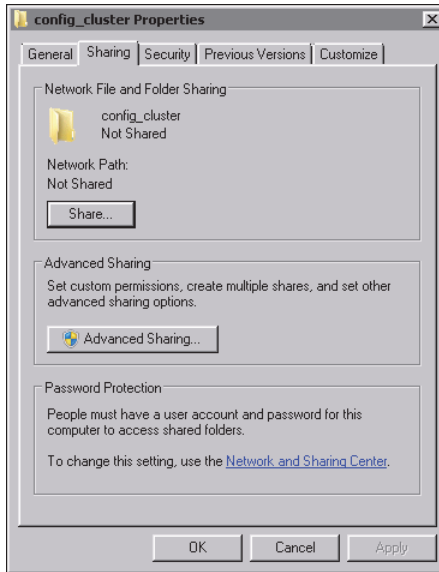 config_cluster Properties
General Sharing Security Previous Versions Customize
Network File and Folder Sharing
config_cluster
Not Shared
Network Path:
Not Shared
Share...
Advanced Sharing
Set custom permissions, create multiple shares, and set other
advanced sharing options.
Advanced Sharing...
Password Protection
People must have a user account and password for this
computer to access shared folders.
To change this setting, use the Network and Sharing Center.
OK Cancel Apply